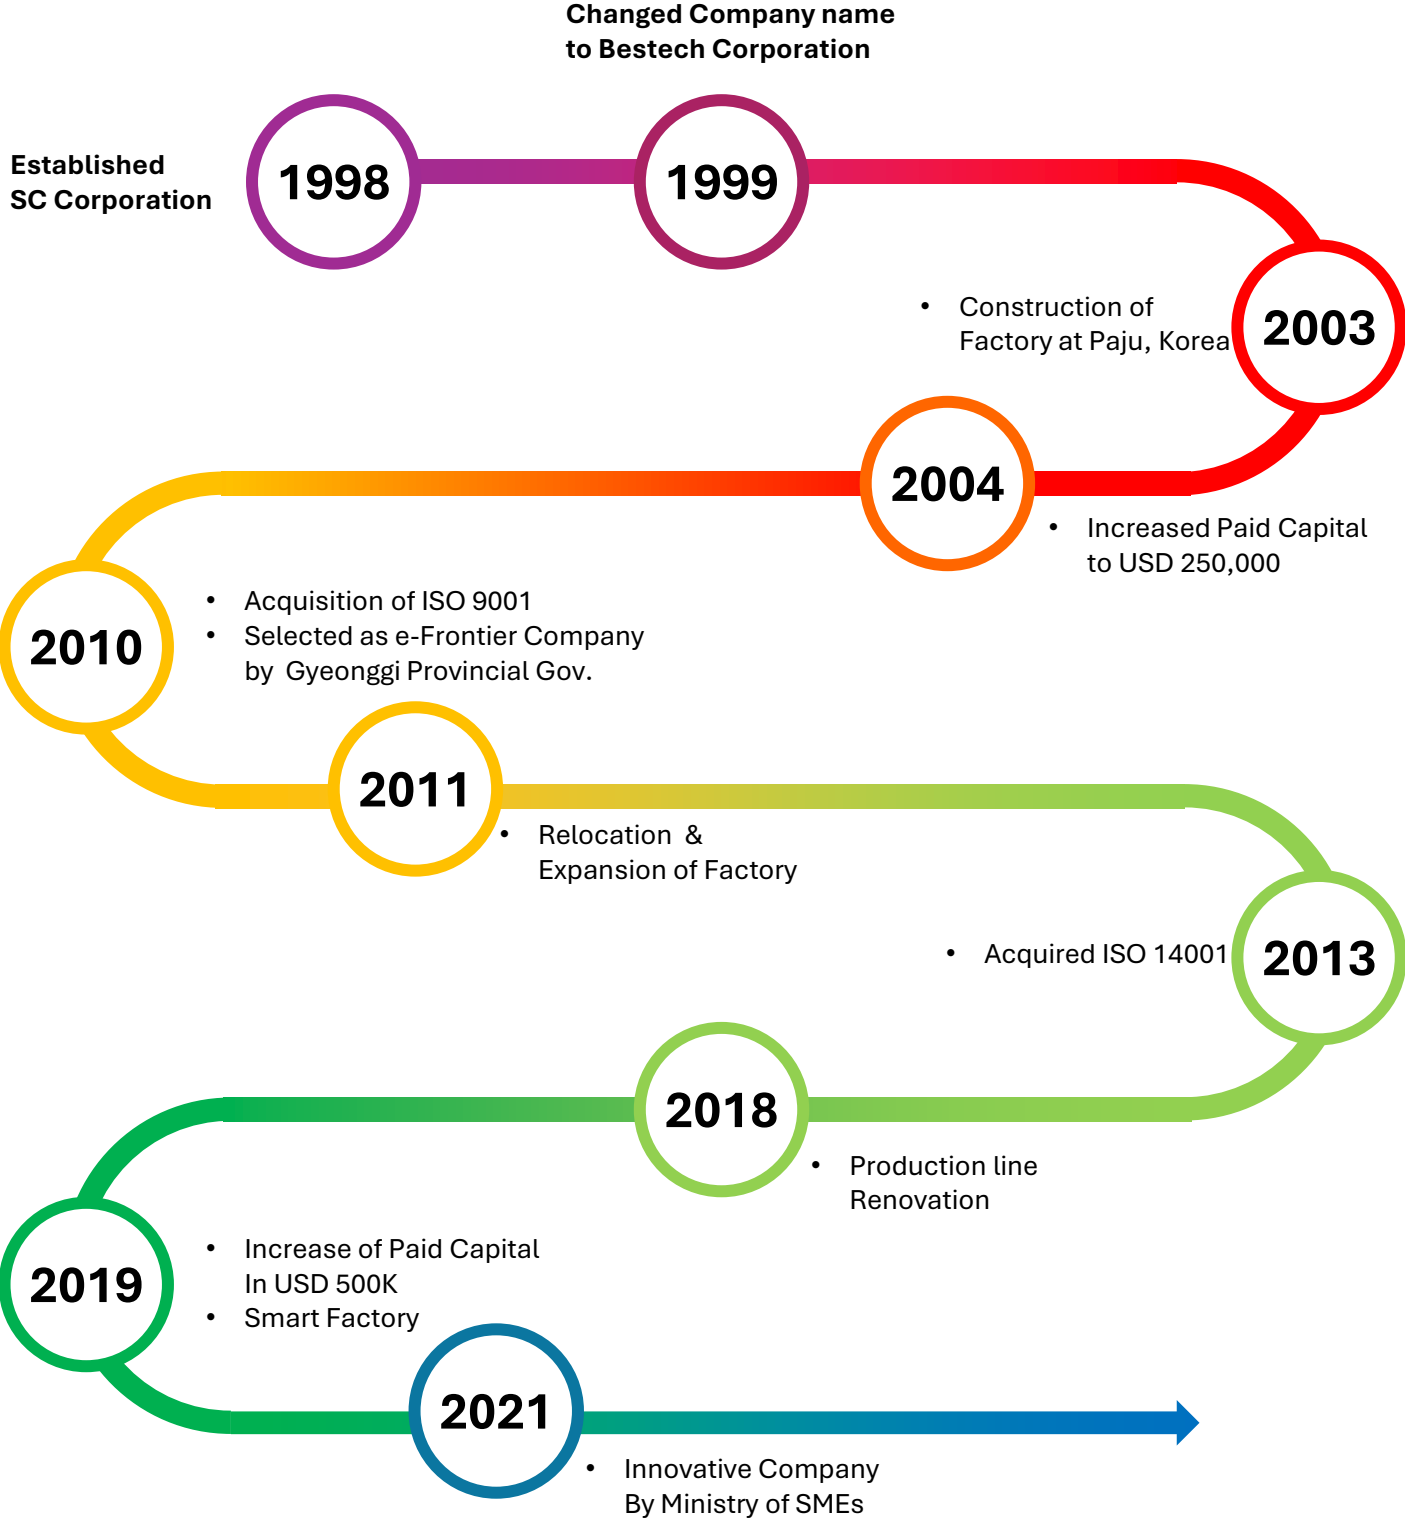 Changed Company name
to Bestech Corporation
Established
SC Corporation
1998
1999
• Construction of
Factory at Paju, Korea
2003
2004
• Increased Paid Capital
to USD 250,000
2010
• Acquisition of ISO 9001
• Selected as e-Frontier Company
by  Gyeonggi Provincial Gov.
2011
• Relocation  &
Expansion of Factory
• Acquired ISO 14001
2013
2018
• Production line
Renovation
2019
• Increase of Paid Capital
In USD 500K
• Smart Factory
2021
• Innovative Company
By Ministry of SMEs